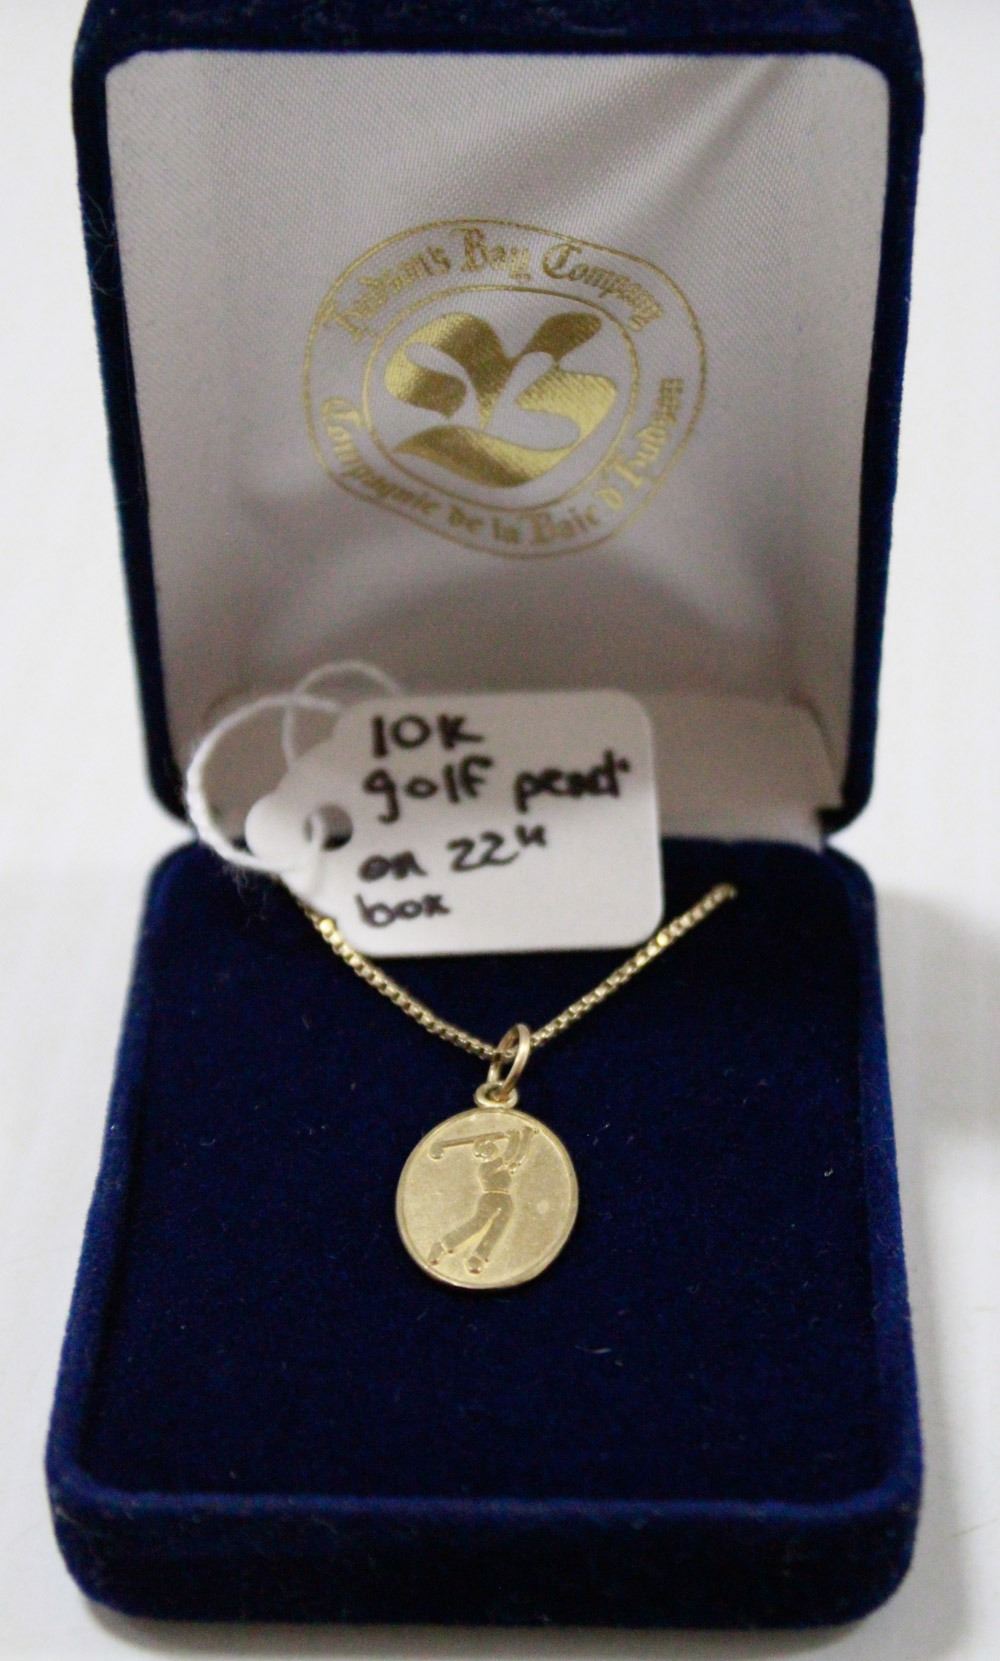 Hudson's Bay Company
Compagnie de la Baie d'Hudson
10K
golf pend't
on 22"
box